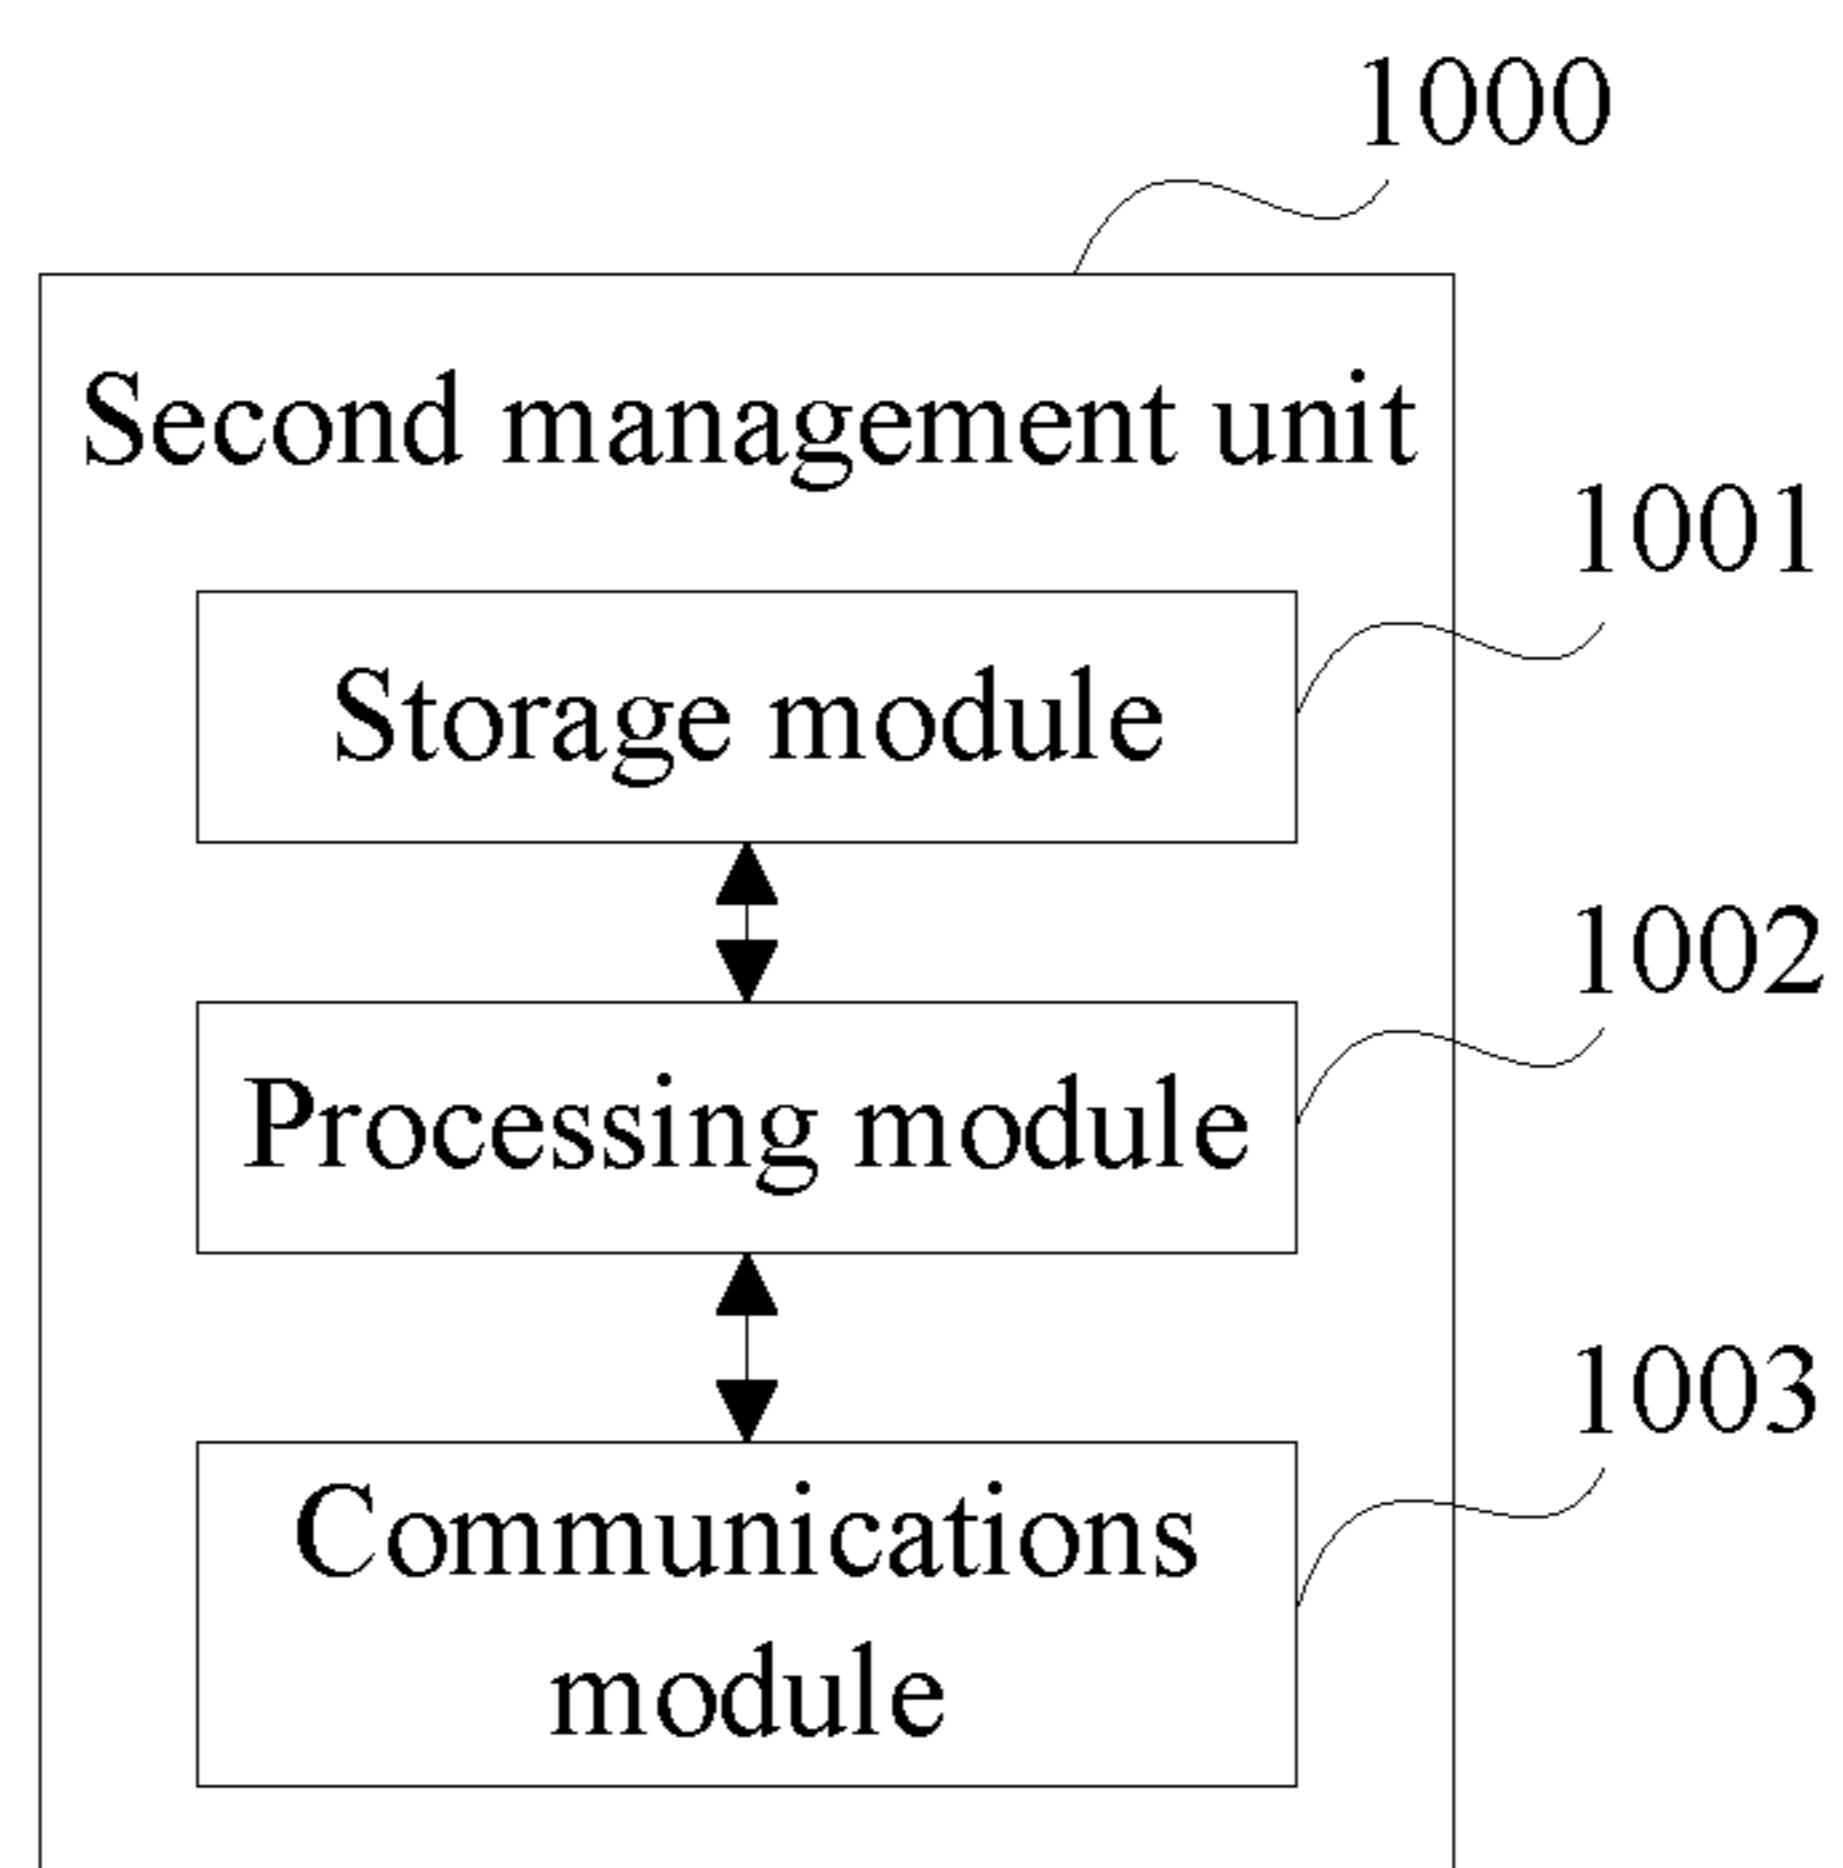 1000
Second management unit
1001
Storage module
1002
Processing module
1003
Communications
module